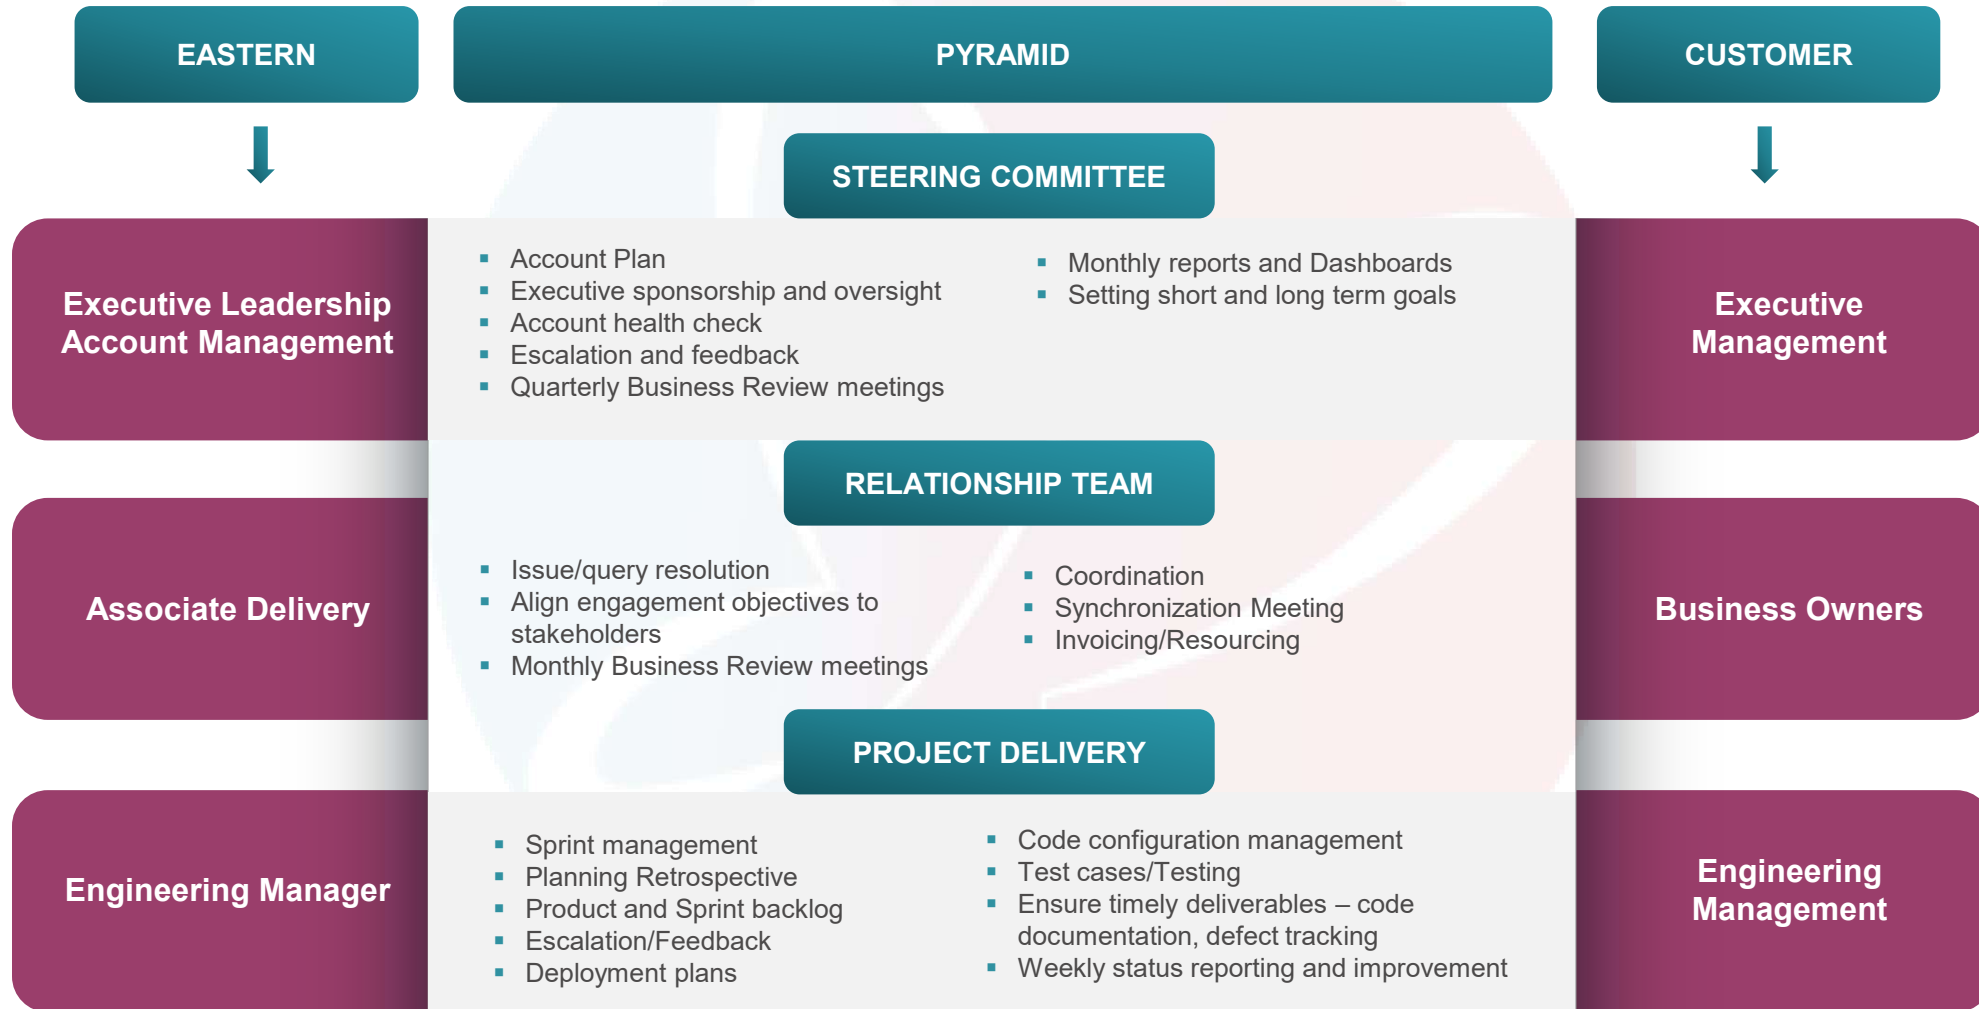 EASTERN
PYRAMID
CUSTOMER
STEERING COMMITTEE
Executive Leadership
Account Management
▪ Account Plan
▪ Executive sponsorship and oversight
▪ Account health check
▪ Escalation and feedback
▪ Quarterly Business Review meetings
▪ Monthly reports and Dashboards
▪ Setting short and long term goals
Executive
Management
RELATIONSHIP TEAM
Associate Delivery
▪ Issue/query resolution
▪ Align engagement objectives to
stakeholders
▪ Monthly Business Review meetings
▪ Coordination
▪ Synchronization Meeting
▪ Invoicing/Resourcing
Business Owners
PROJECT DELIVERY
Engineering Manager
▪ Sprint management
▪ Planning Retrospective
▪ Product and Sprint backlog
▪ Escalation/Feedback
▪ Deployment plans
▪ Code configuration management
▪ Test cases/Testing
▪ Ensure timely deliverables – code
documentation, defect tracking
▪ Weekly status reporting and improvement
Engineering
Management